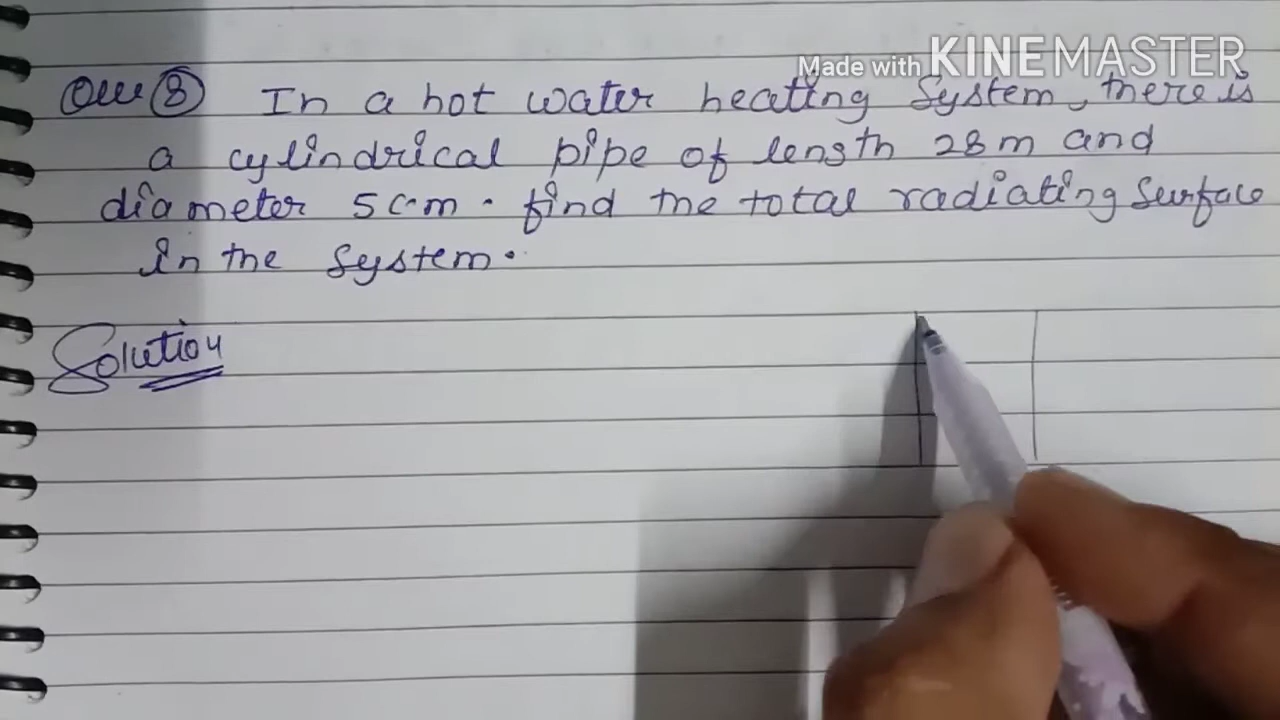 Made with KINEMASTER
Que 8 In a hot water heating System, there is
a cylindrical pipe of length 28 m and
diameter 5 cm. find the total radiating Surface
in the System.
Solution